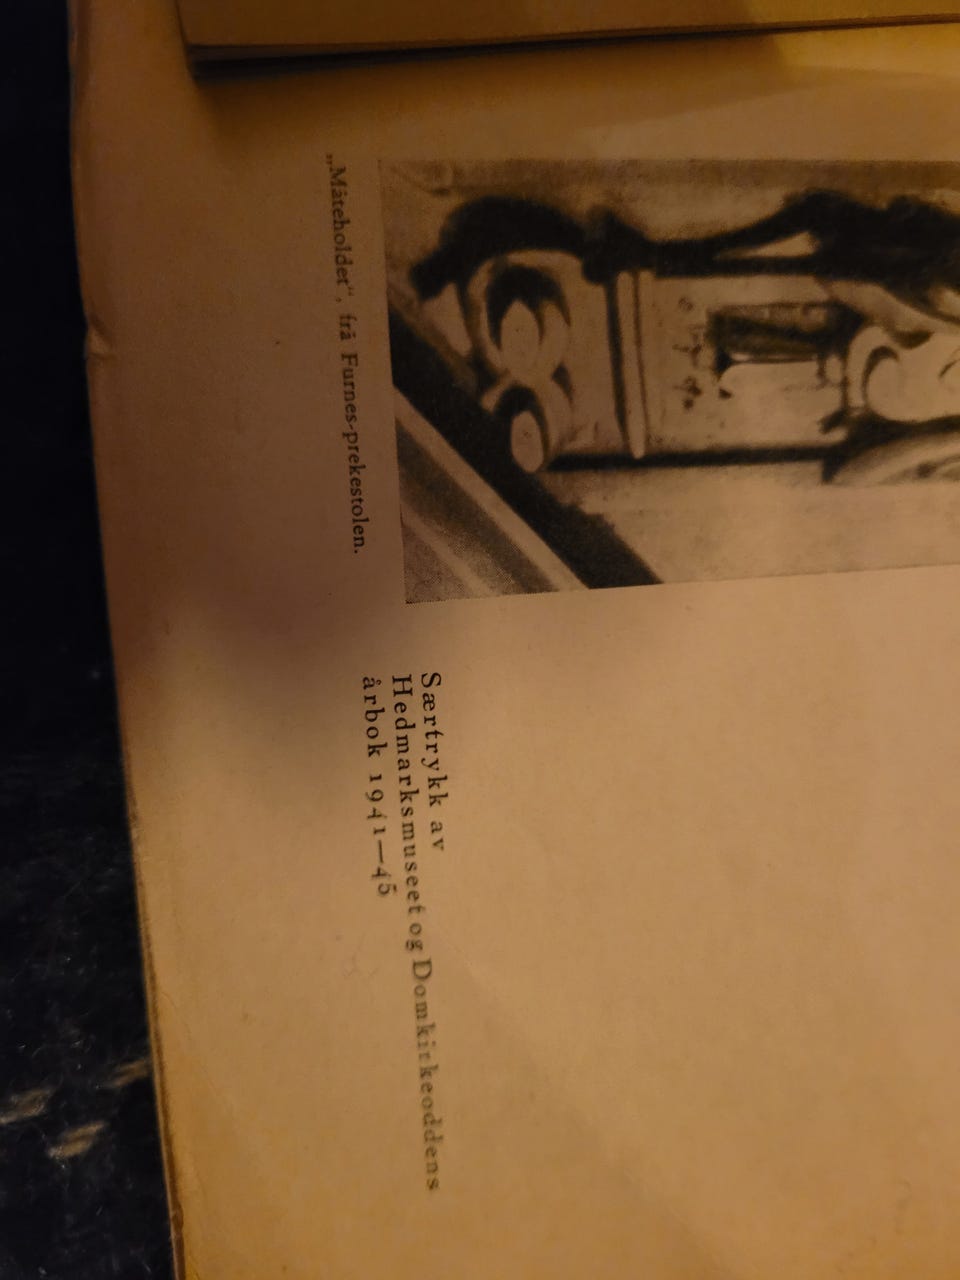 „Måteholdet“, frå Furnes-prekestolen.
Særtrykk av
Hedmarksmuseet og Domkirkeoddens
årbok 1941—45